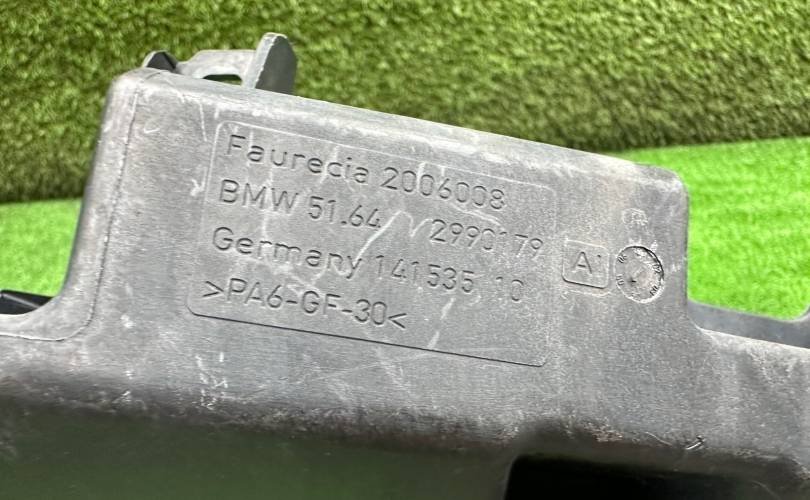 Faurecia 2006008
BMW 51.64 2990179
Germany 141535 10
>PA6-GF-30<
A